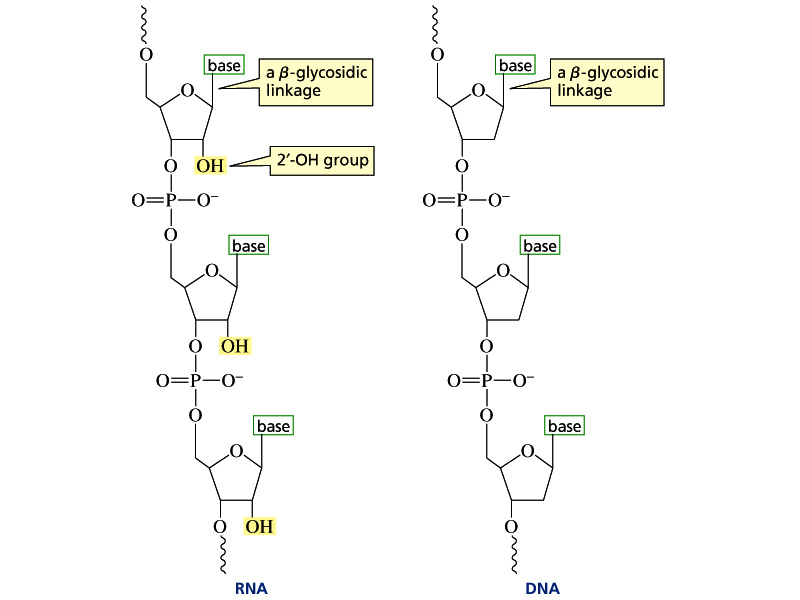 O
base
a β-glycosidic
linkage
O
O
OH
2′-OH group
O=P—O⁻
O
base
O
O
OH
O=P—O⁻
O
base
O
O
OH
RNA
O
base
a β-glycosidic
linkage
O
O
O=P—O⁻
O
base
O
O
O=P—O⁻
O
base
O
O
DNA